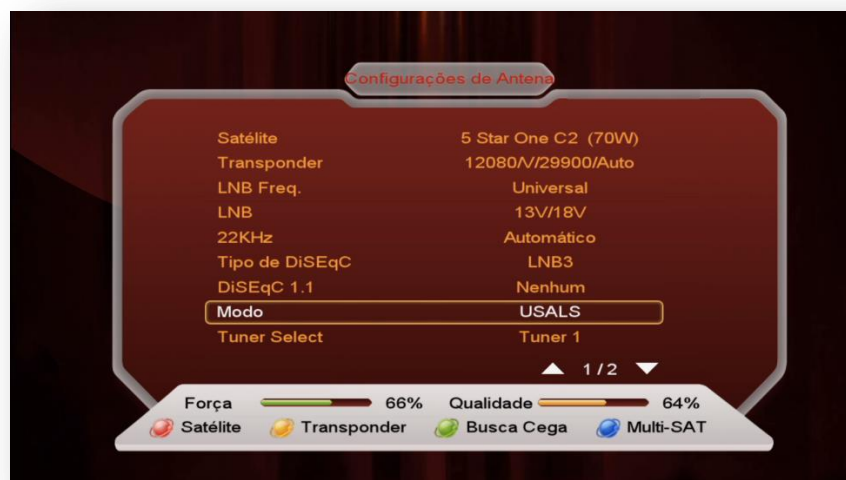 Configurações de Antena
Satélite 5 Star One C2 (70W)
Transponder 12080/V/29900/Auto
LNB Freq. Universal
LNB 13V/18V
22KHz Automático
Tipo de DiSEqC LNB3
DiSEqC 1.1 Nenhum
Modo USALS
Tuner Select Tuner 1
1/2
Força 66% Qualidade 64%
Satélite Transponder Busca Cega Multi-SAT